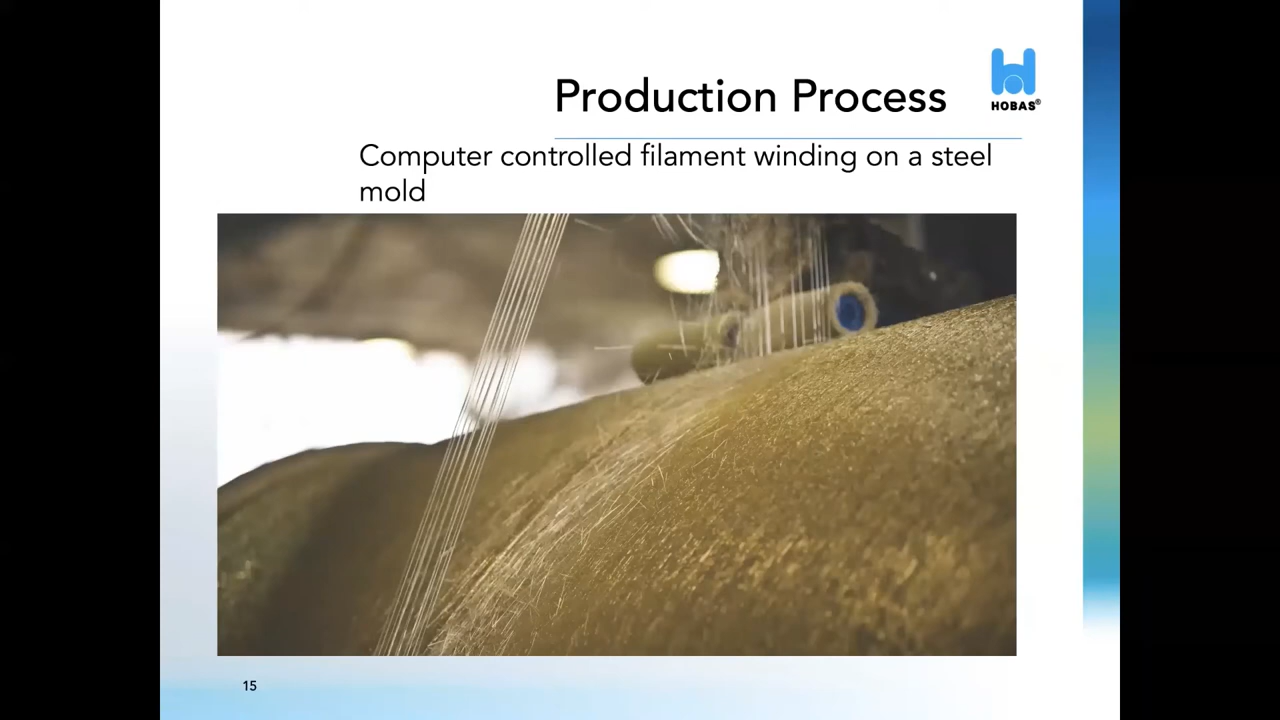 Production Process
HOBAS®
Computer controlled filament winding on a steel
mold
15